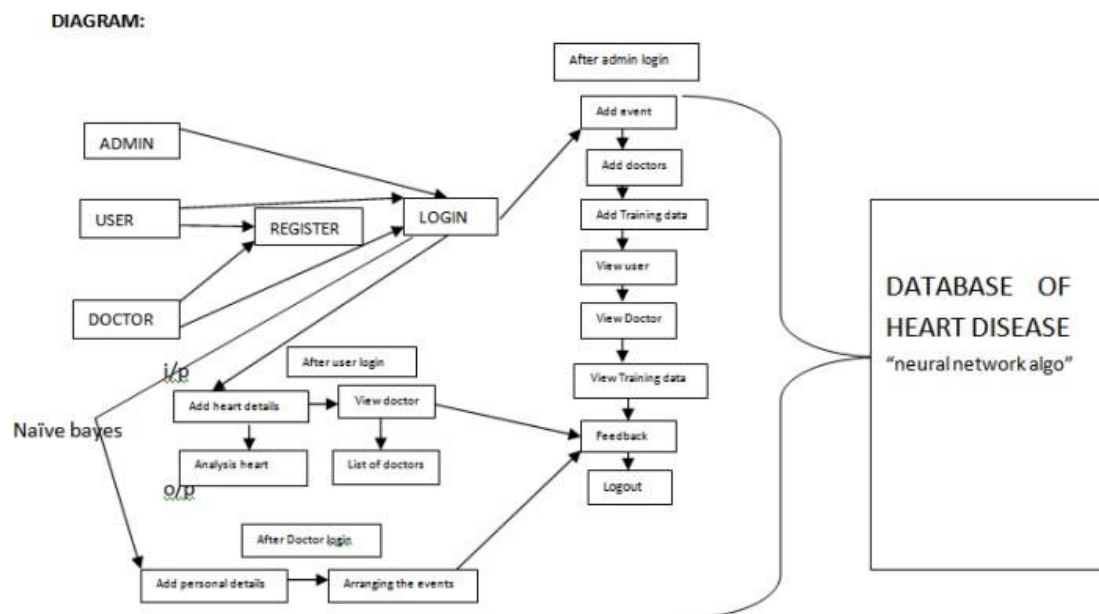 DIAGRAM:
After admin login
Add event
ADMIN
Add doctors
USER
REGISTER
LOGIN
Add Training data
View user
DOCTOR
View Doctor
DATABASE OF
HEART DISEASE
“neural network algo”
i/p
After user login
View Training data
Add heart details
View doctor
Naïve bayes
Feedback
Analysis heart
List of doctors
o/p
Logout
After Doctor login
Add personal details
Arranging the events